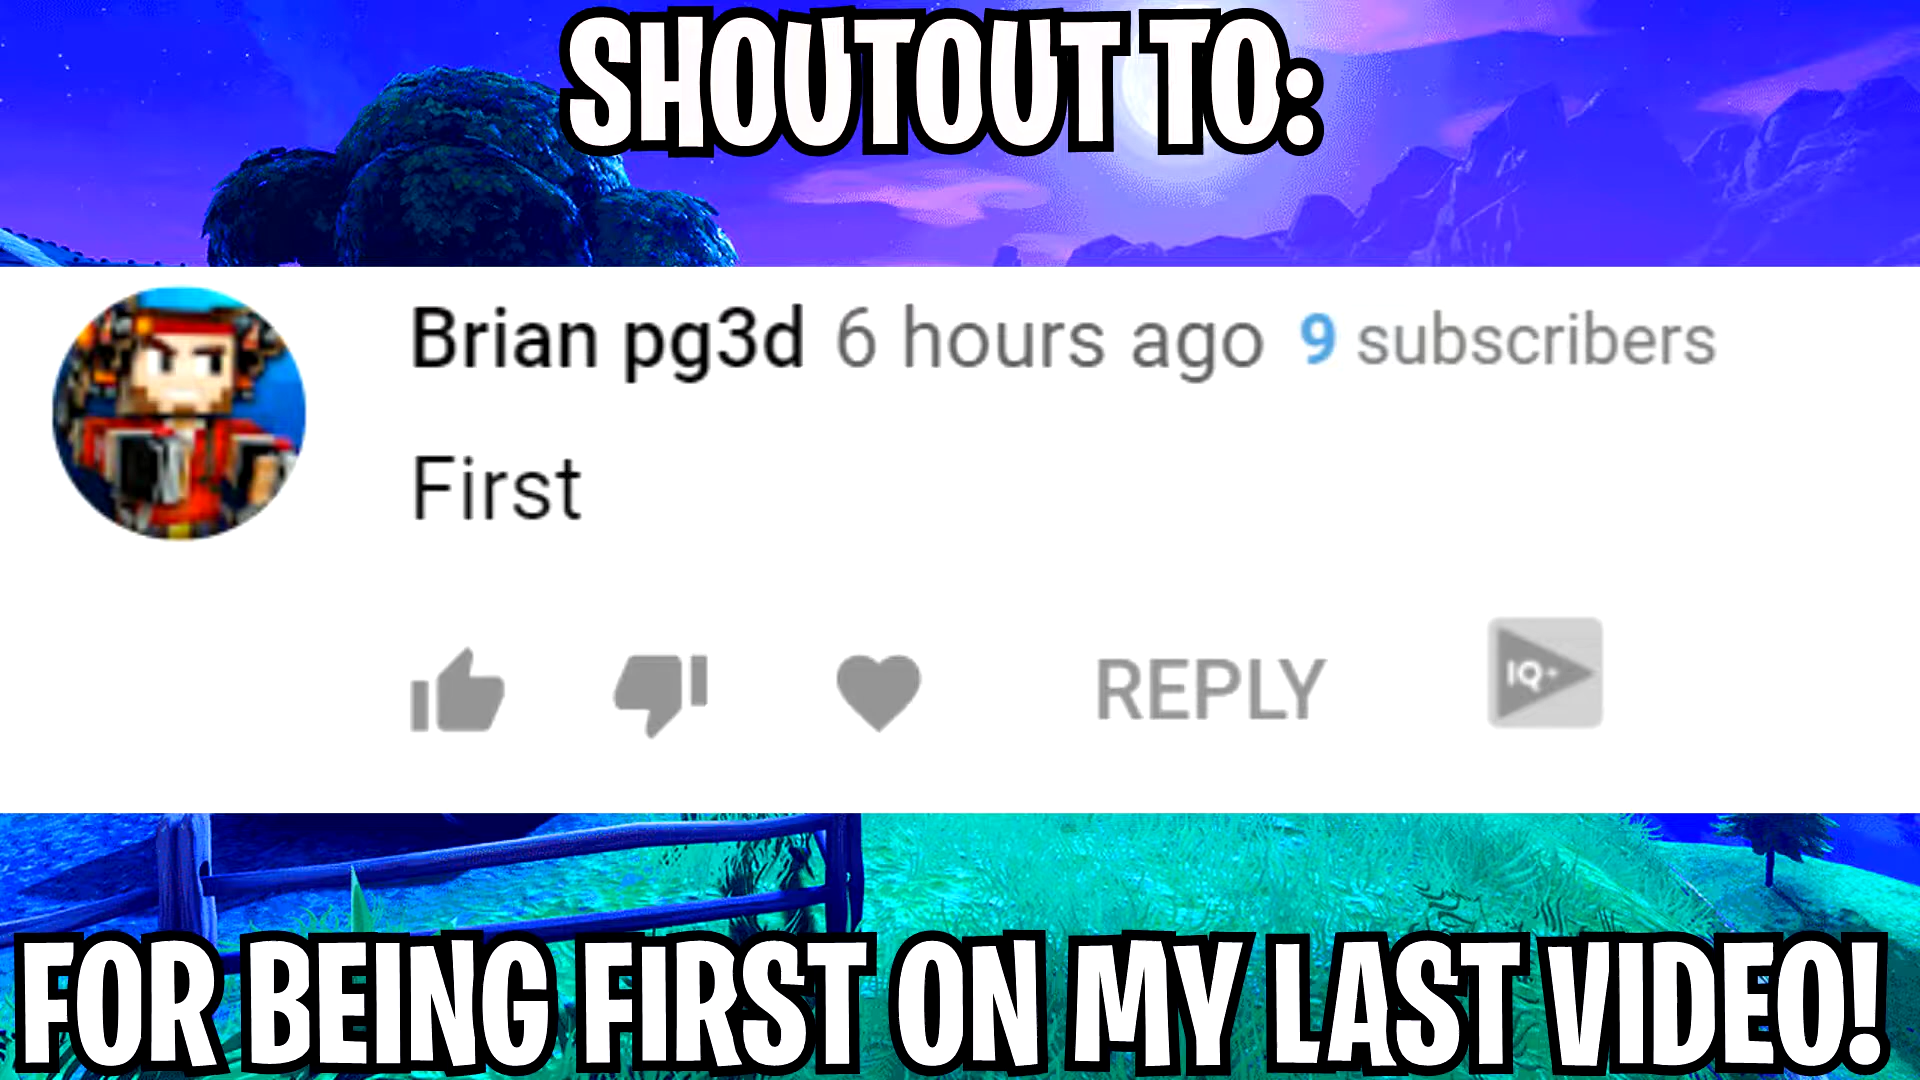 SHOUTOUT TO:
Brian pg3d 6 hours ago 9 subscribers
First
REPLY
IQ+
FOR BEING FIRST ON MY LAST VIDEO!